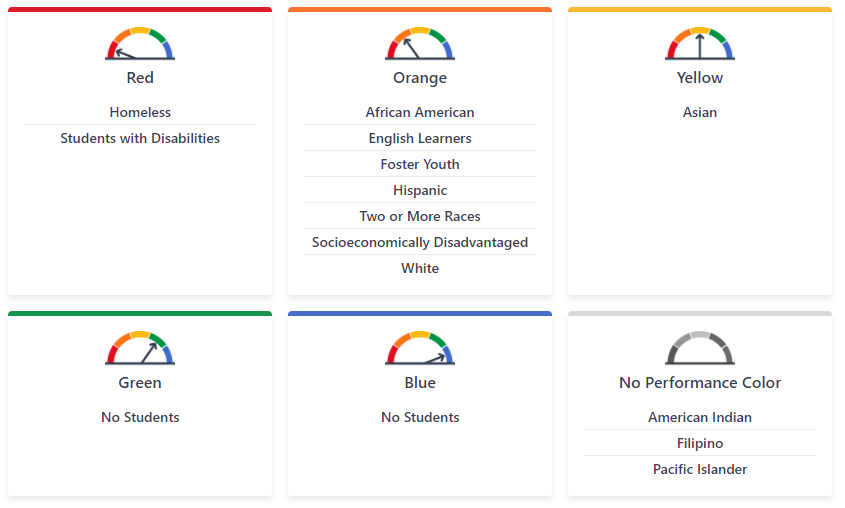 Red
Homeless
Students with Disabilities
Orange
African American
English Learners
Foster Youth
Hispanic
Two or More Races
Socioeconomically Disadvantaged
White
Yellow
Asian
Green
No Students
Blue
No Students
No Performance Color
American Indian
Filipino
Pacific Islander